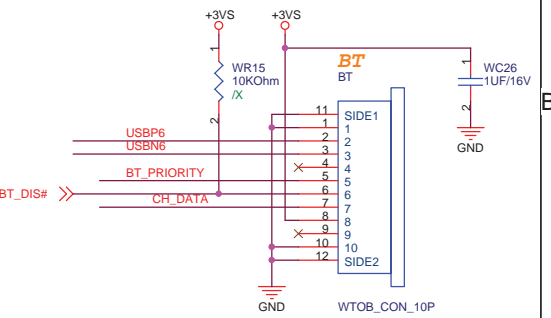 +3VS +3VS
BT
BT
WR15
10KOhm
/X
1
2
WC26
1UF/16V
1
2
GND
B
11 SIDE1
1 1
USBP6 2 2
USBN6 3 3
4 4
BT_PRIORITY 5 5
BT_DIS# 6 6
CH_DATA 7 7
8 8
9 9
10 10
12 SIDE2
GND
WTOB_CON_10P